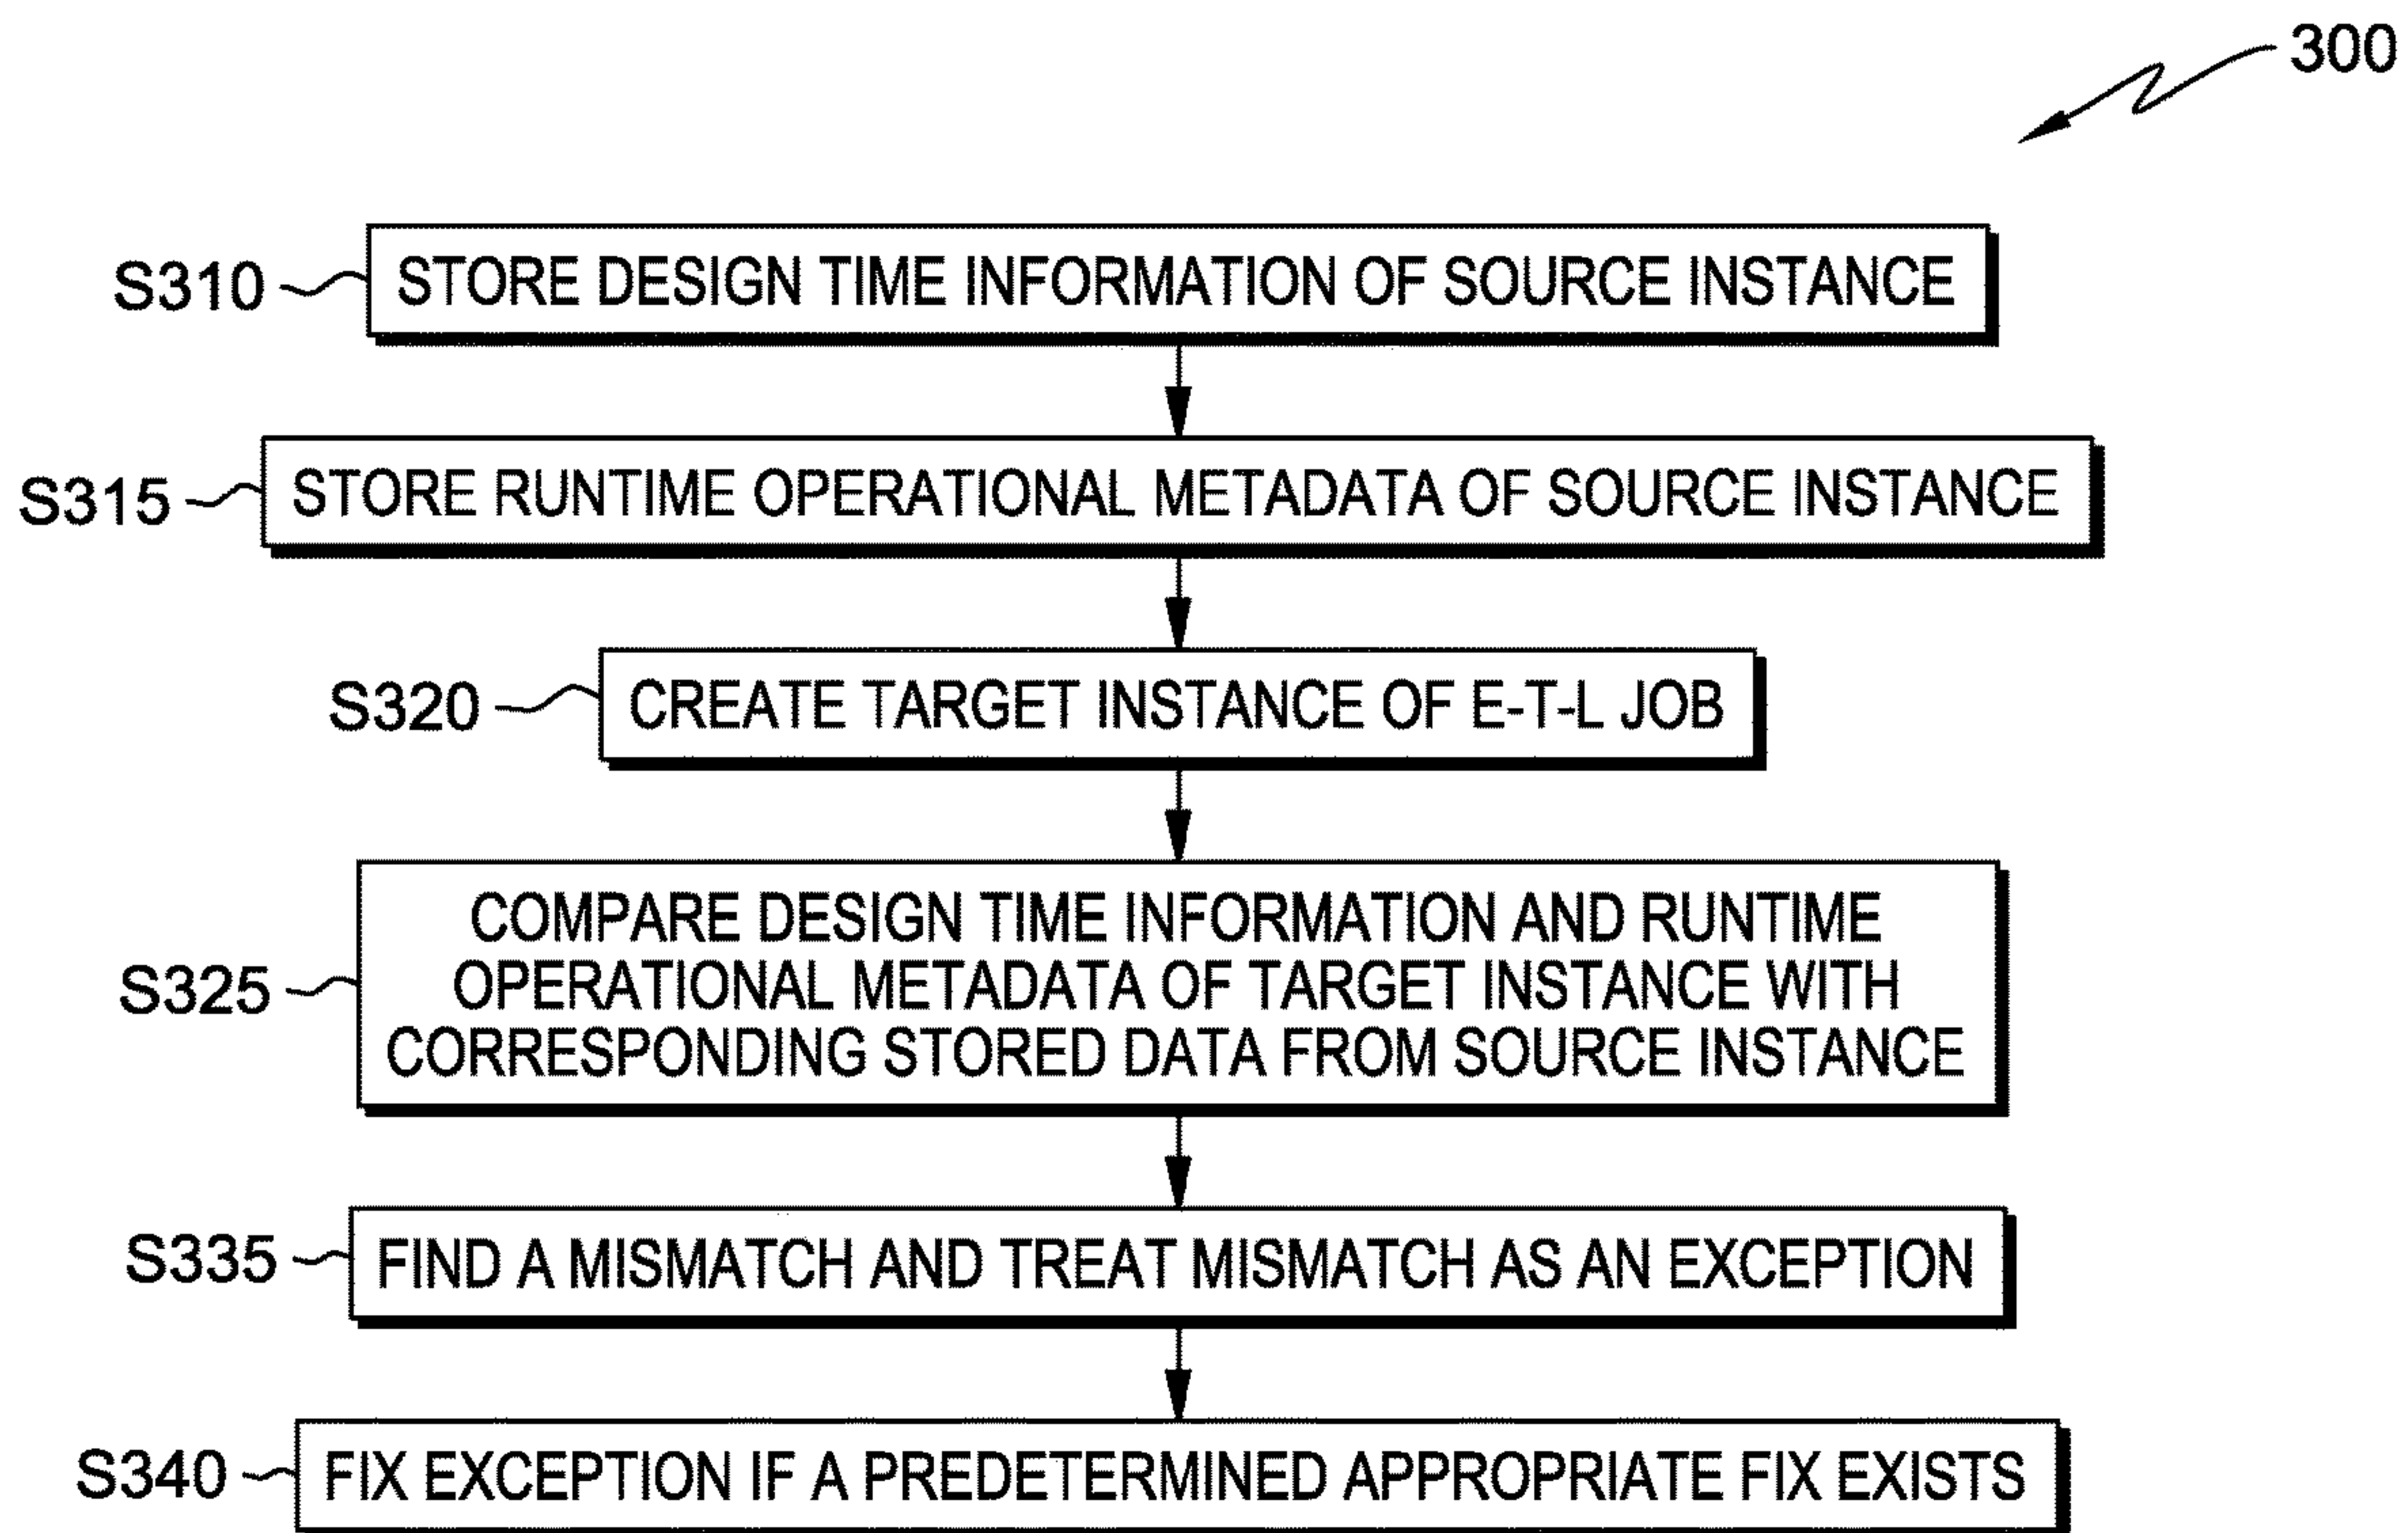 300
S310
STORE DESIGN TIME INFORMATION OF SOURCE INSTANCE
S315
STORE RUNTIME OPERATIONAL METADATA OF SOURCE INSTANCE
S320
CREATE TARGET INSTANCE OF E-T-L JOB
S325
COMPARE DESIGN TIME INFORMATION AND RUNTIME
OPERATIONAL METADATA OF TARGET INSTANCE WITH
CORRESPONDING STORED DATA FROM SOURCE INSTANCE
S335
FIND A MISMATCH AND TREAT MISMATCH AS AN EXCEPTION
S340
FIX EXCEPTION IF A PREDETERMINED APPROPRIATE FIX EXISTS